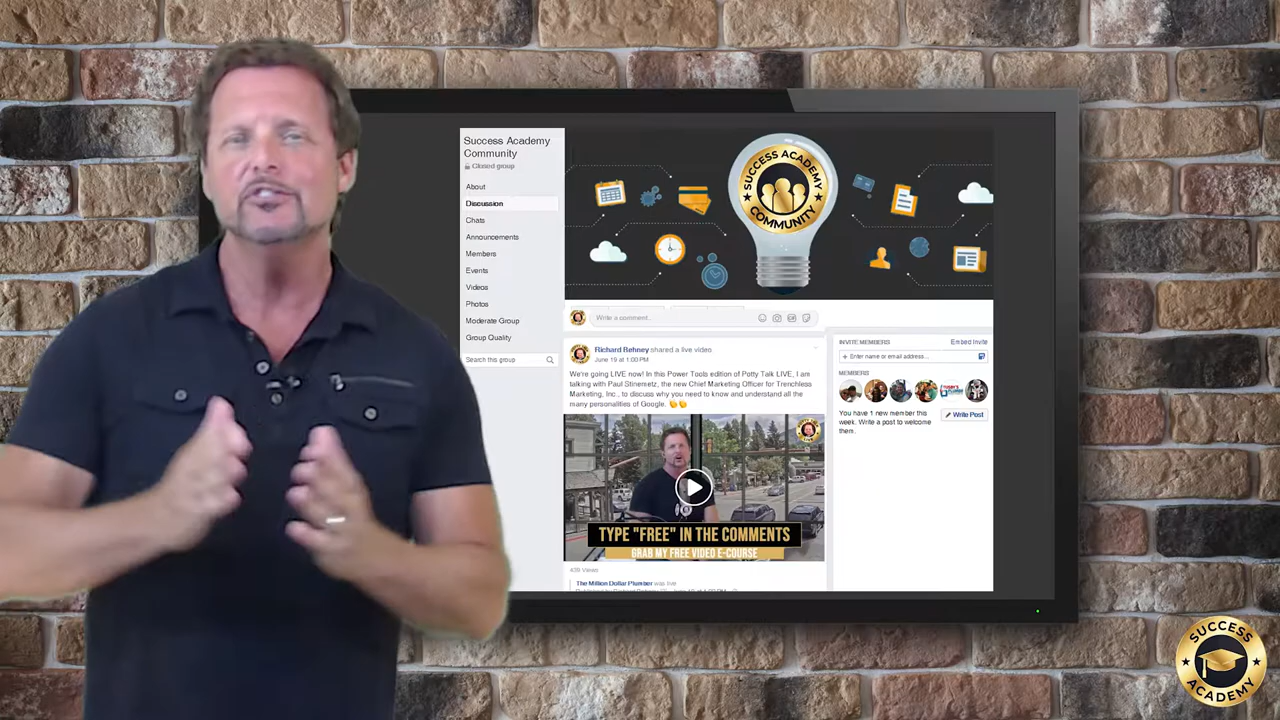 Success Academy
Community
Closed group
About
Discussion
Chats
Announcements
Members
Events
Videos
Photos
Moderate Group
Group Quality
Search this group
SUCCESS ACADEMY
COMMUNITY
Write a comment...
Richard Behney shared a live video
June 19 at 1:00 PM
We're going LIVE now! In this Power Tools edition of Potty Talk LIVE, I am
talking with Paul Stinemetz, the new Chief Marketing Officer for Trenchless
Marketing, Inc., to discuss why you need to know and understand all the
many personalities of Google.
TYPE "FREE" IN THE COMMENTS
GRAB MY FREE VIDEO E-COURSE
439 Views
The Million Dollar Plumber was live
INVITE MEMBERS
Embed Invite
+ Enter name or email address...
MEMBERS
You have 1 new member this
week. Write a post to welcome
them.
Write Post
SUCCESS
ACADEMY